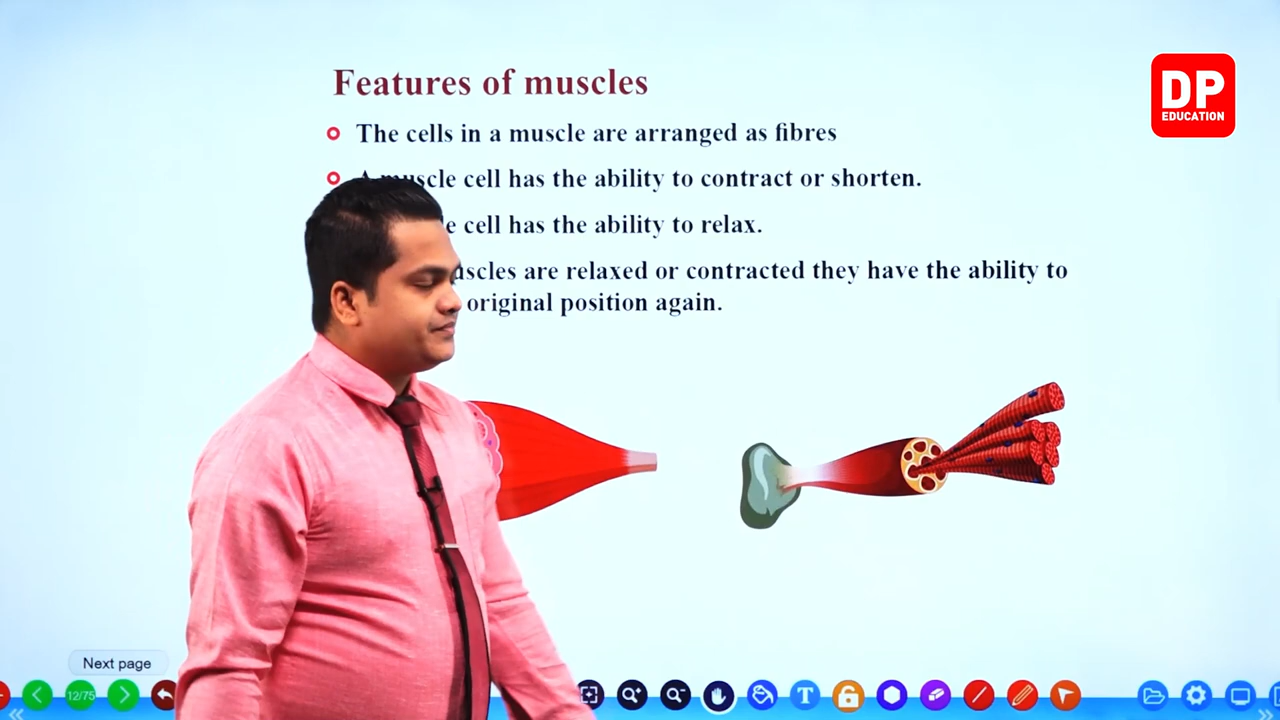 Features of muscles
The cells in a muscle are arranged as fibres
muscle cell has the ability to contract or shorten.
cell has the ability to relax.
muscles are relaxed or contracted they have the ability to
original position again.
DP
EDUCATION
Next page
12/75
T